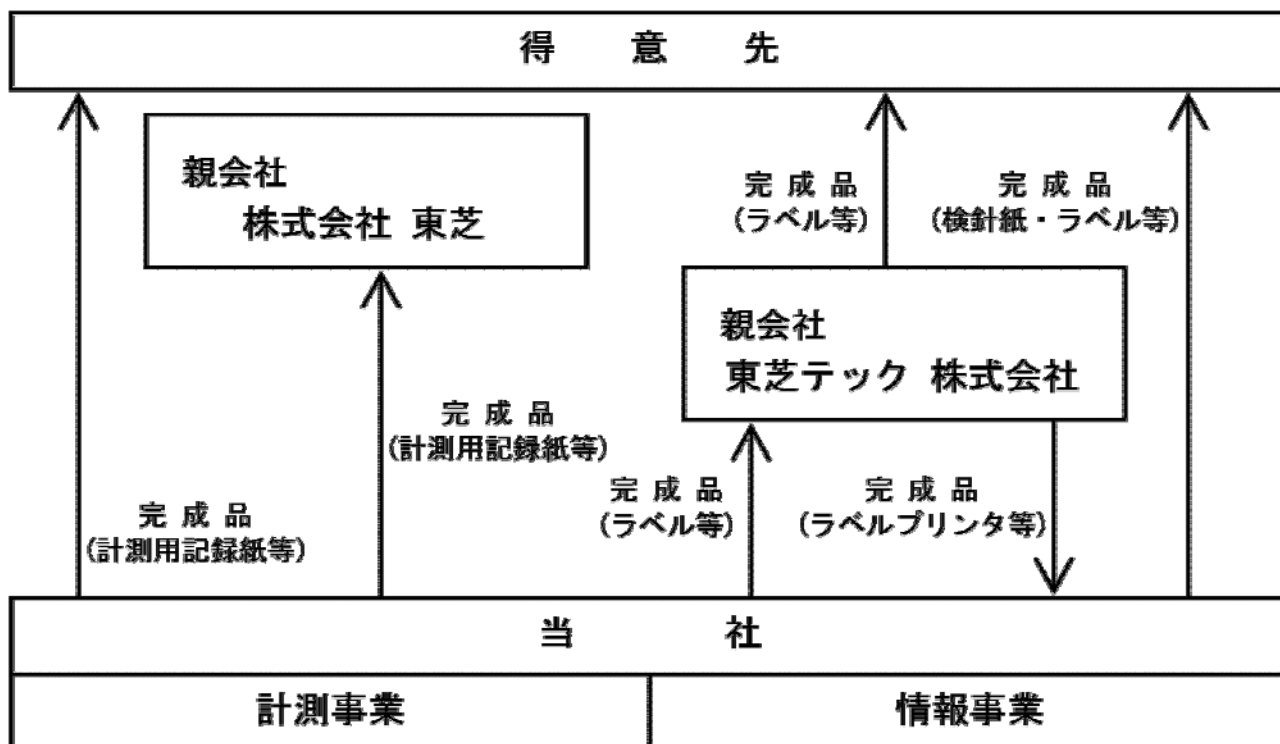 得意先
親会社
株式会社 東芝
完成品
(ラベル等)
完成品
(検針紙・ラベル等)
親会社
東芝テック 株式会社
完成品
(計測用記録紙等)
完成品
(計測用記録紙等)
完成品
(ラベル等)
完成品
(ラベルプリンタ等)
当社
計測事業
情報事業